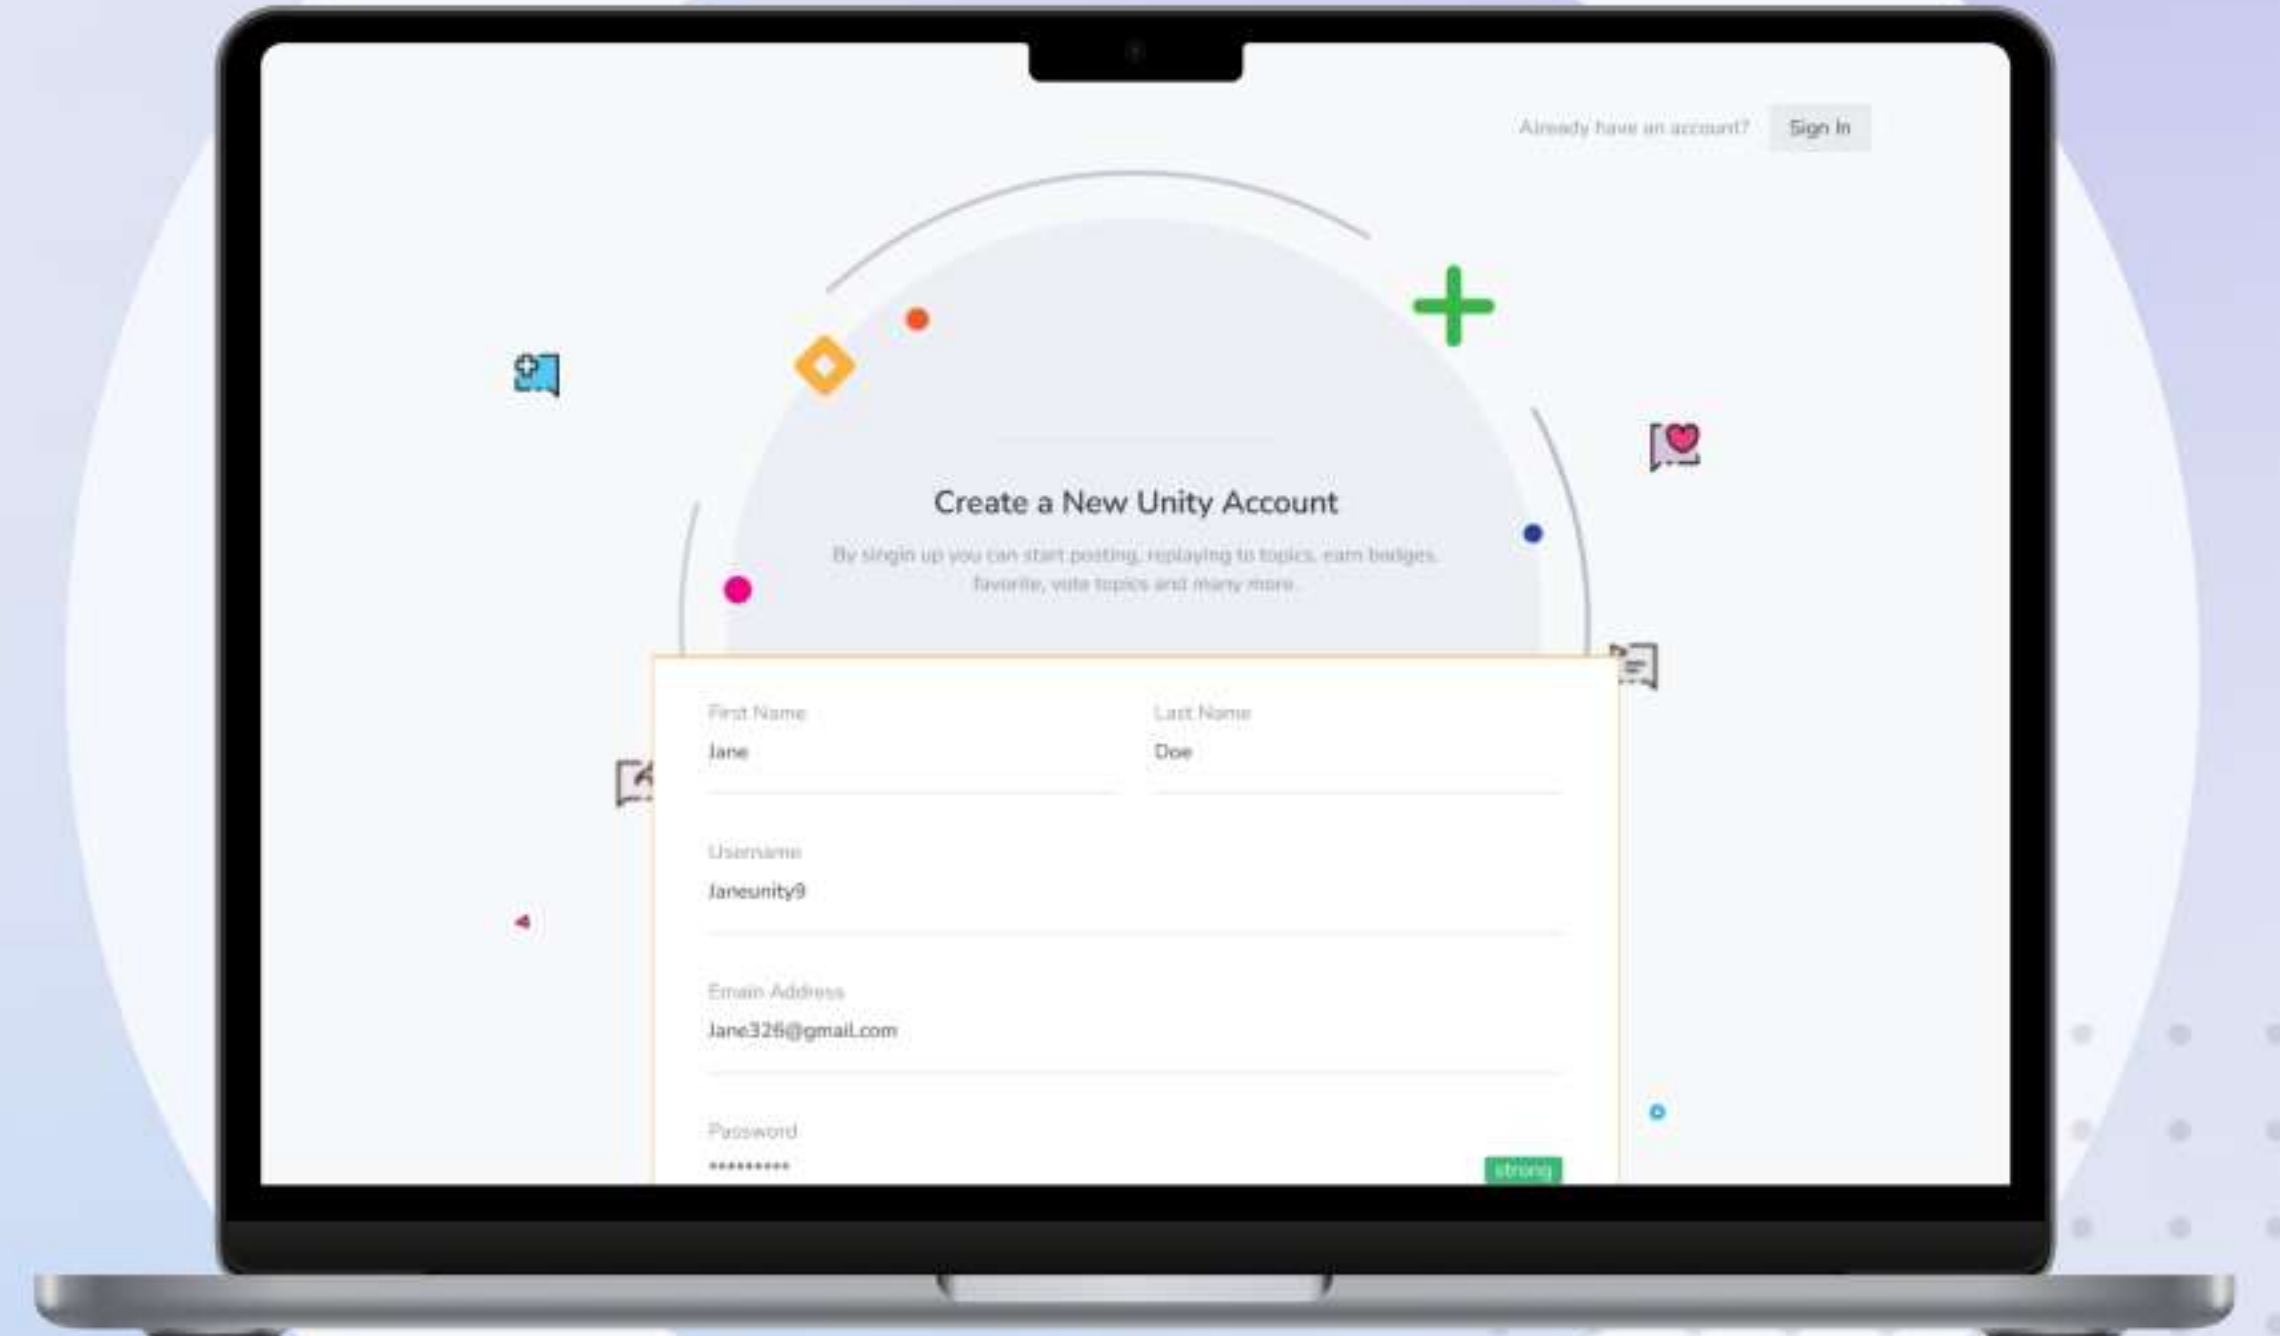 Already have an account? Sign In
Create a New Unity Account
By singin up you can start posting, replaying to topics, earn badges,
favorite, vote topics and many more.
First Name Last Name
Jane Doe
Username
Janeunity9
Emain Address
Jane326@gmail.com
Password
•••••••••
strong